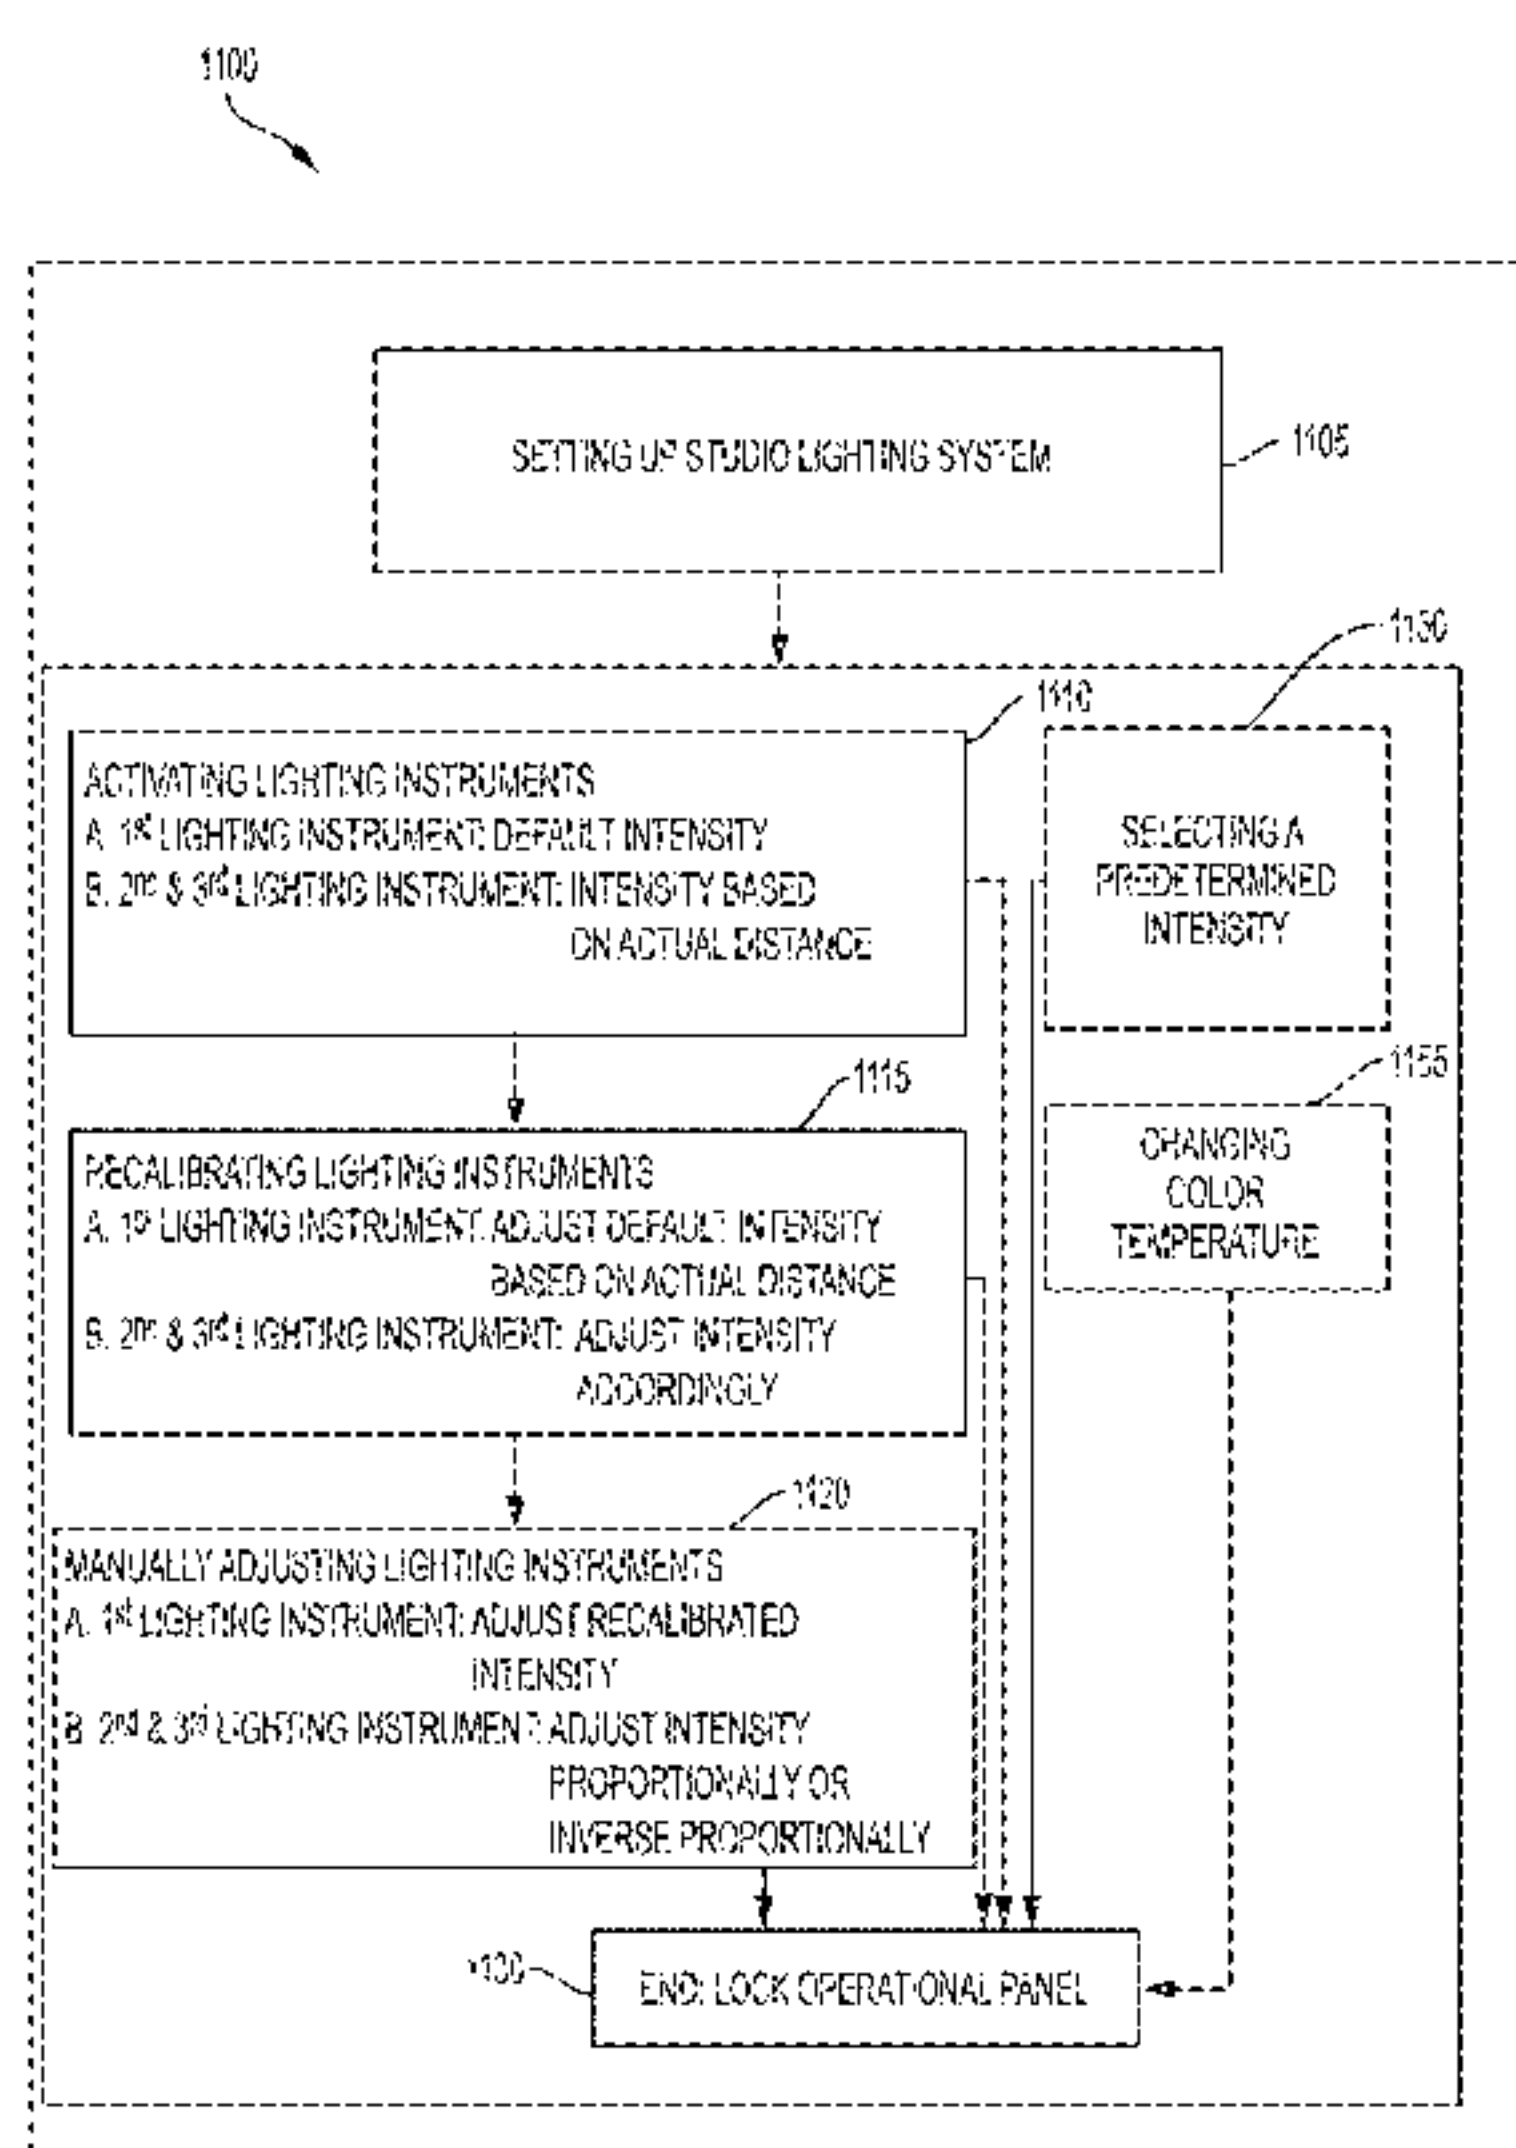 1100
SETTING UP STUDIO LIGHTING SYSTEM
1105
1110
ACTIVATING LIGHTING INSTRUMENTS
A. 1st LIGHTING INSTRUMENT: DEFAULT INTENSITY
B. 2nd & 3rd LIGHTING INSTRUMENT: INTENSITY BASED
ON ACTUAL DISTANCE
SELECTING A
PREDETERMINED
INTENSITY
1115
RECALIBRATING LIGHTING INSTRUMENTS
A. 1st LIGHTING INSTRUMENT: ADJUST DEFAULT INTENSITY
BASED ON ACTUAL DISTANCE
B. 2nd & 3rd LIGHTING INSTRUMENT: ADJUST INTENSITY
ACCORDINGLY
1155
CHANGING
COLOR
TEMPERATURE
1120
MANUALLY ADJUSTING LIGHTING INSTRUMENTS
A. 1st LIGHTING INSTRUMENT: ADJUST RECALIBRATED
INTENSITY
B. 2nd & 3rd LIGHTING INSTRUMENT: ADJUST INTENSITY
PROPORTIONALLY OR
INVERSE PROPORTIONALLY
END: LOCK OPERATIONAL PANEL